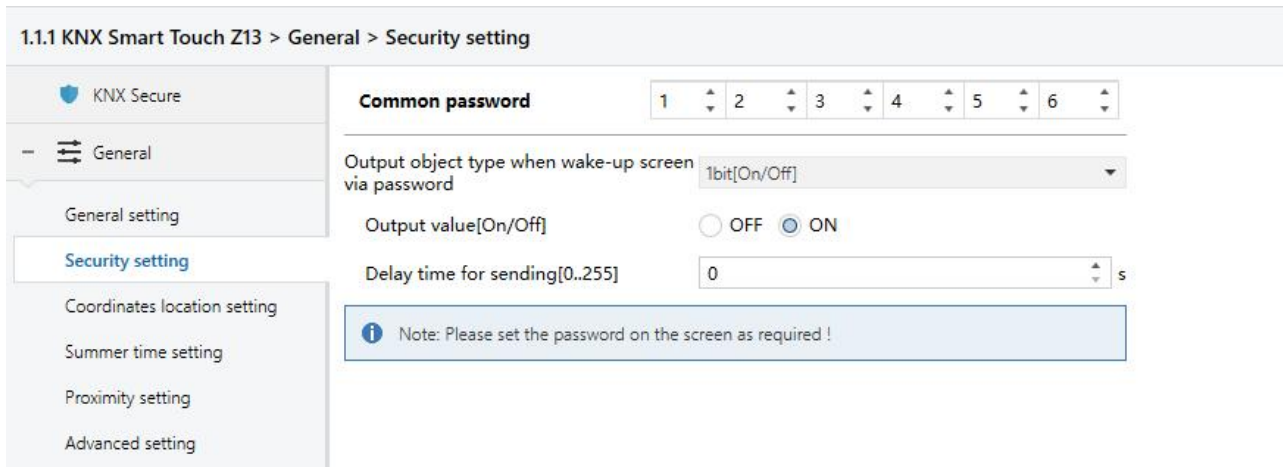 1.1.1 KNX Smart Touch Z13 > General > Security setting
KNX Secure
General
General setting
Security setting
Coordinates location setting
Summer time setting
Proximity setting
Advanced setting
Common password 1 2 3 4 5 6
Output object type when wake-up screen
via password
1bit[On/Off]
Output value[On/Off] OFF ON
Delay time for sending[0..255] 0 s
Note: Please set the password on the screen as required !